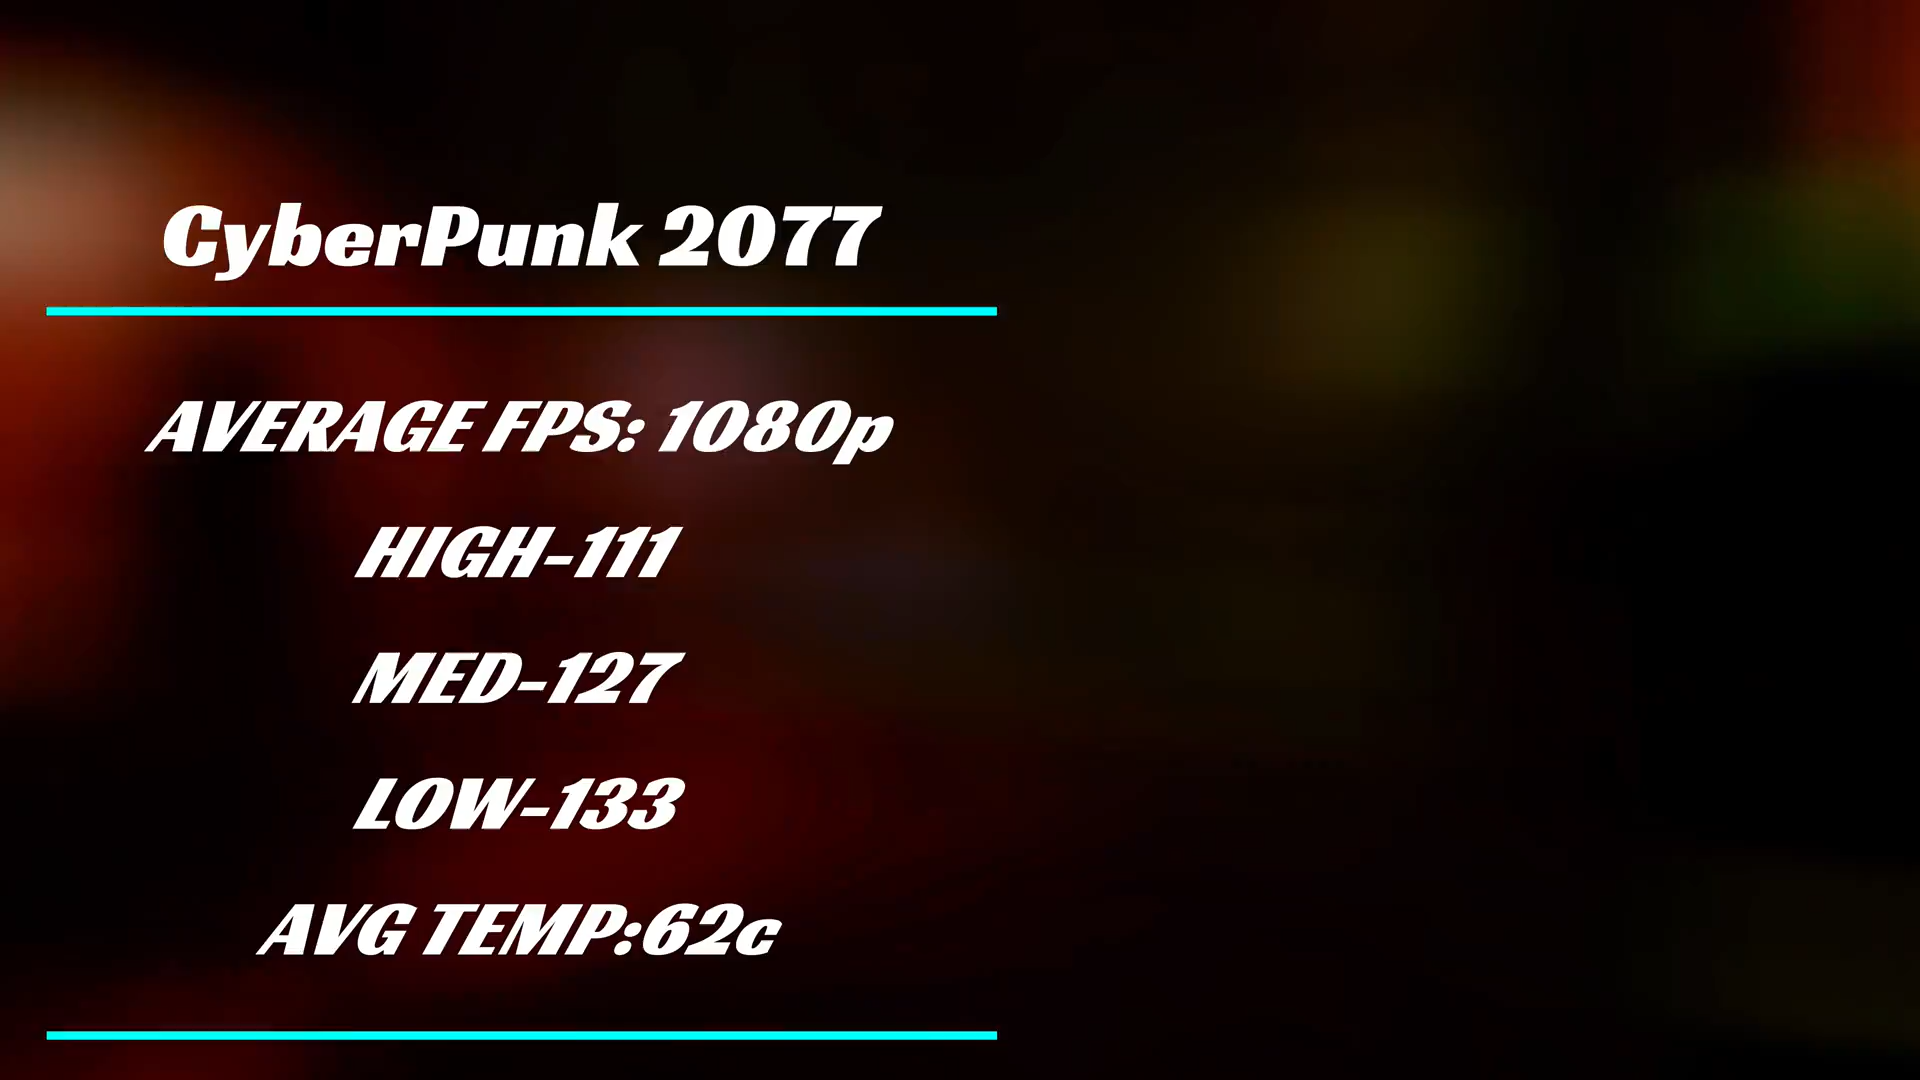 CyberPunk 2077
AVERAGE FPS: 1080p
HIGH-111
MED-127
LOW-133
AVG TEMP:62c